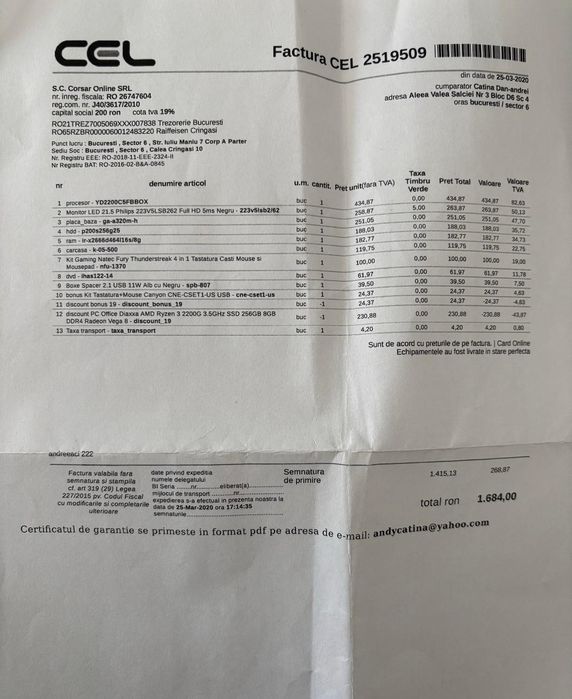 CEL
Factura CEL 2519509
din data de 25-03-2020
S.C. Corsar Online SRL
nr. inreg. fiscala: RO 26747604
reg.com. nr. J40/3617/2010
capital social 200 ron cota tva 19%
cumparator Catina Dan-andrei
adresa Aleea Valea Salciei Nr 3 Bloc D6 Sc 4
oras bucuresti / sector 6
RO21TREZ7005069XXX007838 Trezorerie Bucuresti
RO65RZBR0000060012483220 Raiffeisen Cringasi
Punct lucru : Bucuresti , Sector 6 , Str. Iuliu Maniu 7 Corp A Parter
Sediu Soc : Bucuresti , Sector 6 , Calea Cringasi 10
Nr. Registru EEE: RO-2018-11-EEE-2324-II
Nr Registru BAT: RO-2016-02-B&A-0845
nr denumire articol u.m. cantit. Pret unit(fara TVA) Taxa Timbru Verde Pret Total Valoare Valoare TVA
1 procesor - YD2200C5FBBOX buc 1 434,87 0,00 434,87 434,87 82,63
2 Monitor LED 21.5 Philips 223V5LSB262 Full HD 5ms Negru - 223v5lsb2/62 buc 1 258,87 5,00 263,87 263,87 50,13
3 placa_baza - ga-a320m-h buc 1 251,05 0,00 251,05 251,05 47,70
4 hdd - p200s256g25 buc 1 188,03 0,00 188,03 188,03 35,72
5 ram - ir-x2666d464l16s/8g buc 1 182,77 0,00 182,77 182,77 34,73
6 carcasa - k-05-500 buc 1 119,75 0,00 119,75 119,75 22,75
7 Kit Gaming Natec Fury Thunderstreak 4 in 1 Tastatura Casti Mouse si buc 1 100,00 0,00 100,00 100,00 19,00
Mousepad - nfu-1370
8 dvd - ihas122-14 buc 1 61,97 0,00 61,97 61,97 11,78
9 Boxe Spacer 2.1 USB 11W Alb cu Negru - spb-807 buc 1 39,50 0,00 39,50 39,50 7,50
10 bonus Kit Tastatura+Mouse Canyon CNE-CSET1-US USB - cne-cset1-us buc 1 24,37 0,00 24,37 24,37 4,63
11 discount bonus 19 - discount_bonus_19 buc -1 24,37 0,00 24,37 -24,37 -4,63
12 discount PC Office Diaxxa AMD Ryzen 3 2200G 3.5GHz SSD 256GB 8GB buc -1 230,88 0,00 230,88 -230,88 -43,87
DDR4 Radeon Vega 8 - discount_19
13 Taxa transport - taxa_transport buc 1 4,20 0,00 4,20 4,20 0,80
Sunt de acord cu preturile de pe factura. | Card Online
Echipamentele au fost livrate in stare perfecta
andreeaci 222
Factura valabila fara
semnatura si stampila
cf. art 319 (29) Legea
227/2015 pv. Codul Fiscal
cu modificarile si completarile
ulterioare
date privind expeditia
numele delegatului
BI Seria ........nr...........eliberat(a)..............
mijlocul de transport ..............nr...........
expedierea s-a efectuat in prezenta noastra la
data de 25-Mar-2020 ora 17:14:35
semnaturile......................................
Semnatura
de primire
1.415,13 268,87
total ron 1.684,00
Certificatul de garantie se primeste in format pdf pe adresa de e-mail: andycatina@yahoo.com